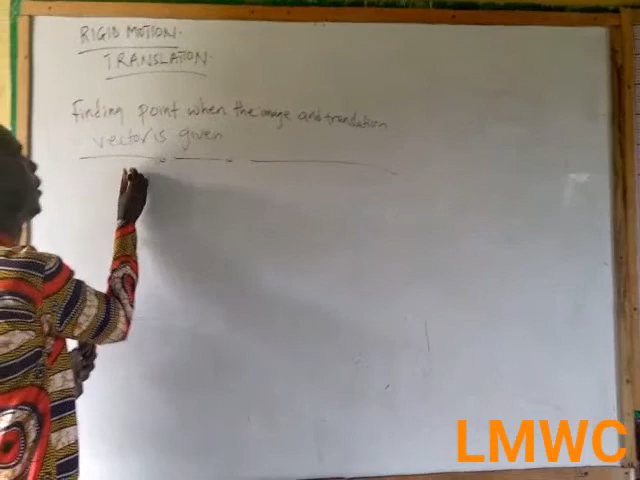 RIGID MOTION.
TRANSLATION.
Finding point when the image and translation
vector is given
LMWC